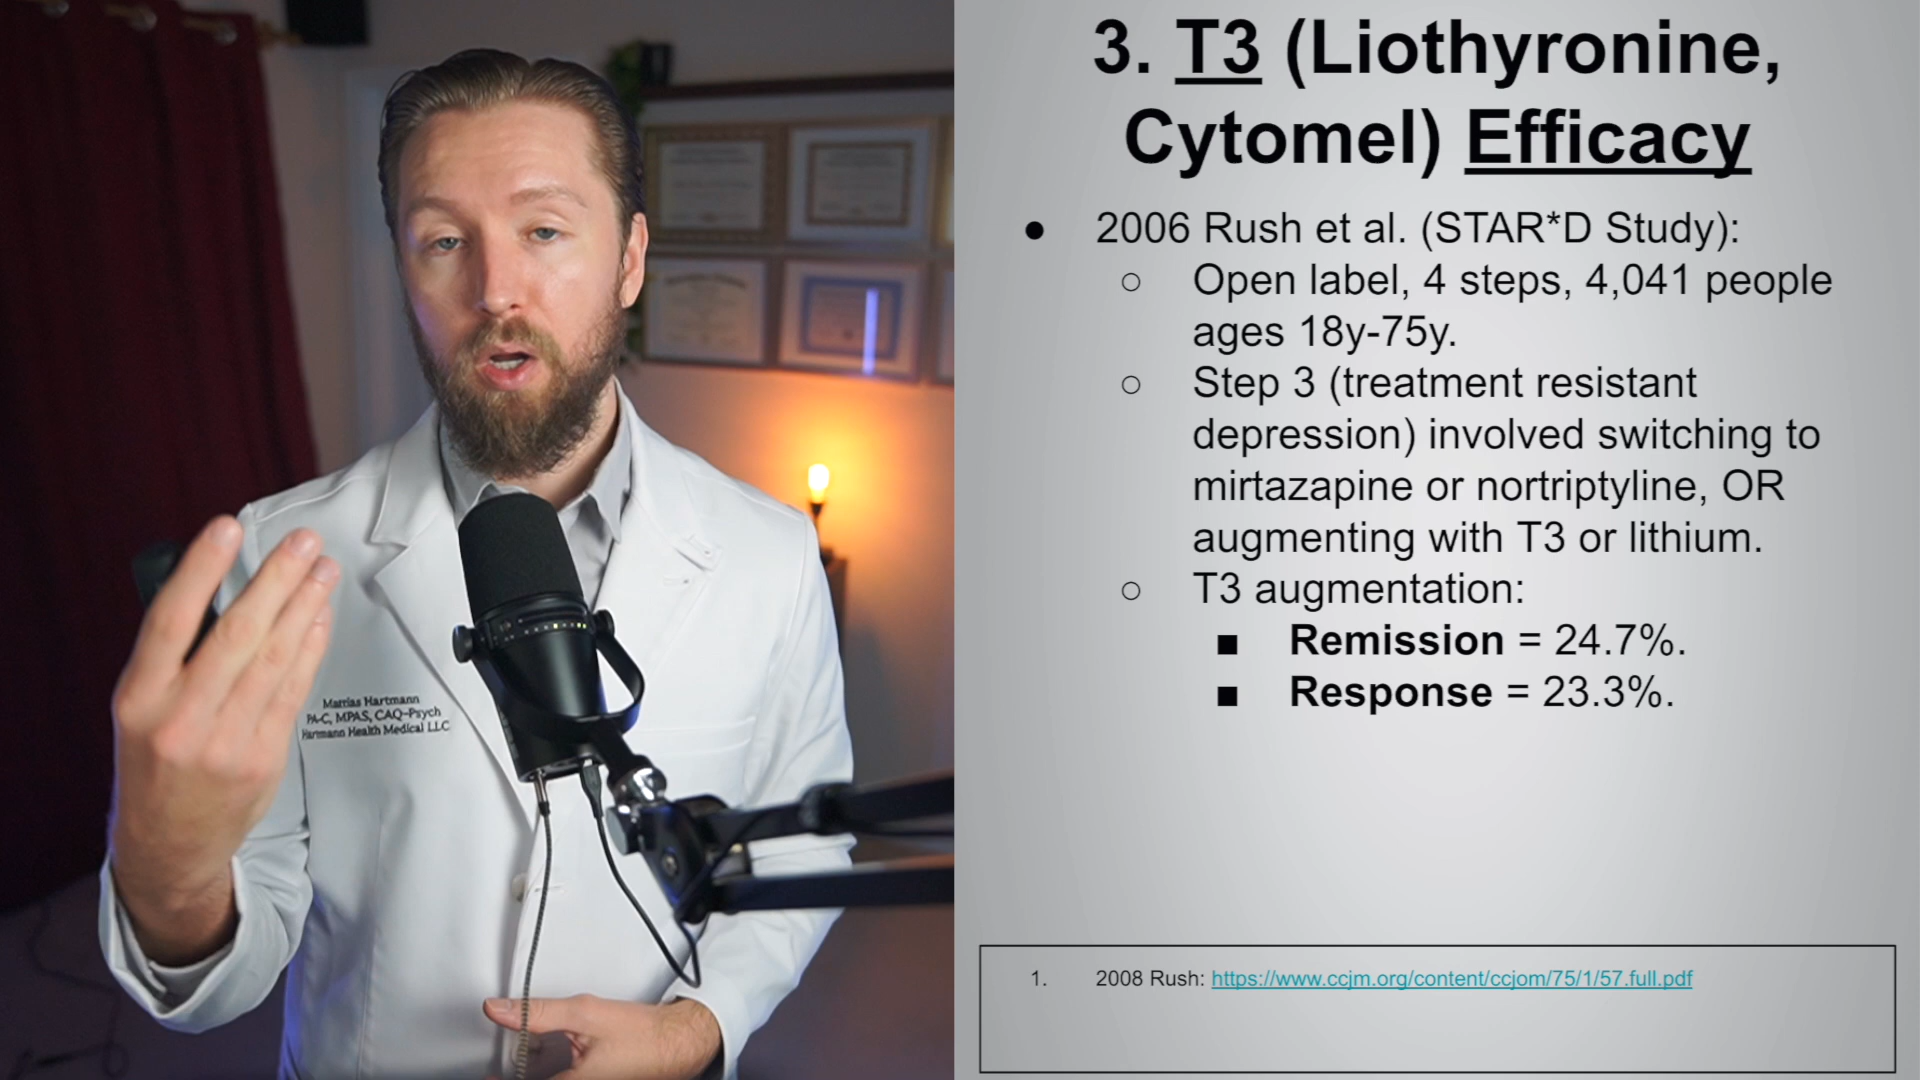 3. T3 (Liothyronine,
Cytomel) Efficacy
● 2006 Rush et al. (STAR*D Study):
○ Open label, 4 steps, 4,041 people
ages 18y-75y.
○ Step 3 (treatment resistant
depression) involved switching to
mirtazapine or nortriptyline, OR
augmenting with T3 or lithium.
○ T3 augmentation:
■ Remission = 24.7%.
■ Response = 23.3%.
1. 2008 Rush: https://www.ccjm.org/content/ccjom/75/1/57.full.pdf
Mattias Hartmann
PA-C, MPAS, CAQ-Psych
Hartmann Health Medical LLC